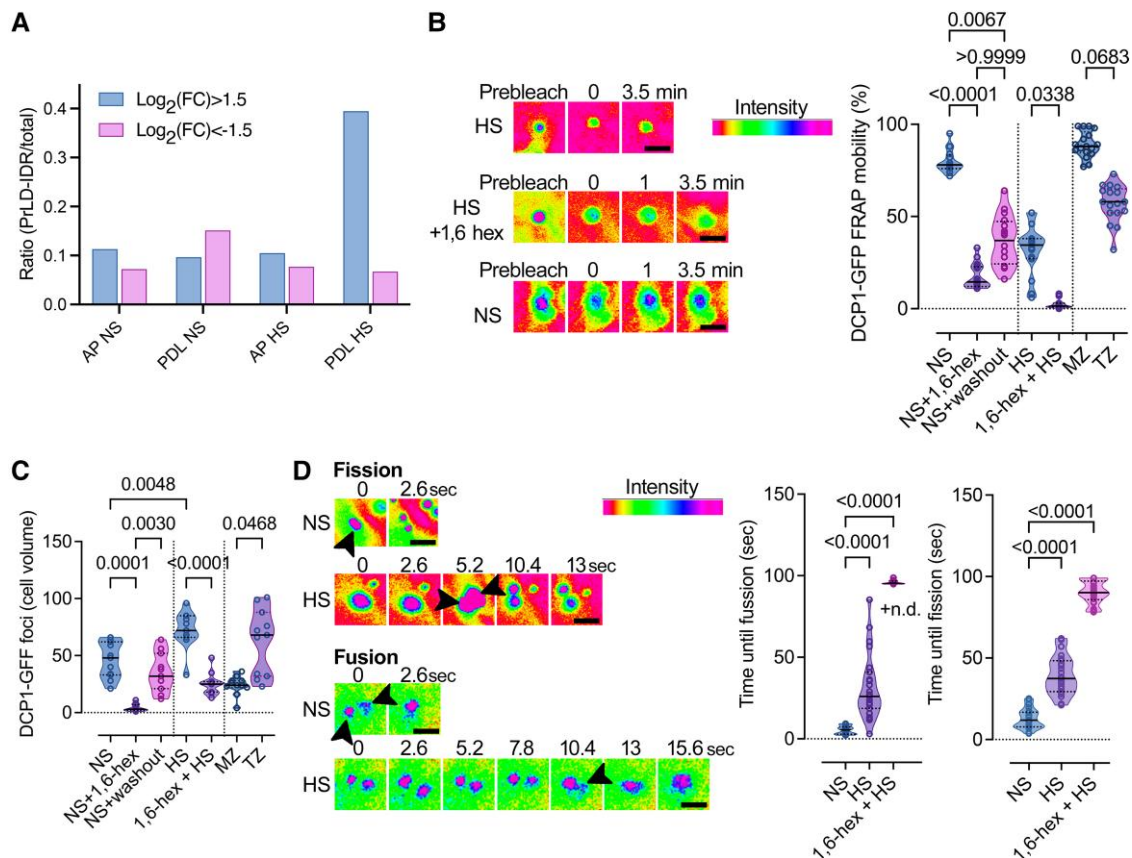 A
Ratio (PrLD-IDR/total)
0.4
0.3
0.2
0.1
0.0
Log2(FC)>1.5
Log2(FC)<-1.5
AP NS
PDL NS
AP HS
PDL HS
B
Prebleach 0 3.5 min
HS
Intensity
Prebleach 0 1 3.5 min
HS
+1,6 hex
Prebleach 0 1 3.5 min
NS
DCP1-GFP FRAP mobility (%)
0.0067
>0.9999 0.0683
<0.0001 0.0338
100
50
0
NS
NS+1,6-hex
NS+washout
HS
1,6-hex + HS
MZ
TZ
C
DCP1-GFF foci (cell volume)
0.0048
0.0030 0.0468
0.0001 <0.0001
150
100
50
0
NS
NS+1,6-hex
NS+washout
HS
1,6-hex + HS
MZ
TZ
D
Fission
0 2.6 sec
NS
Intensity
0 2.6 5.2 10.4 13 sec
HS
Fusion
0 2.6sec
NS
0 2.6 5.2 7.8 10.4 13 15.6 sec
HS
Time until fission (sec)
150
100
50
0
<0.0001
<0.0001
+n.d.
NS
HS
1,6-hex + HS
Time until fission (sec)
150
100
50
0
<0.0001
<0.0001
NS
HS
1,6-hex + HS